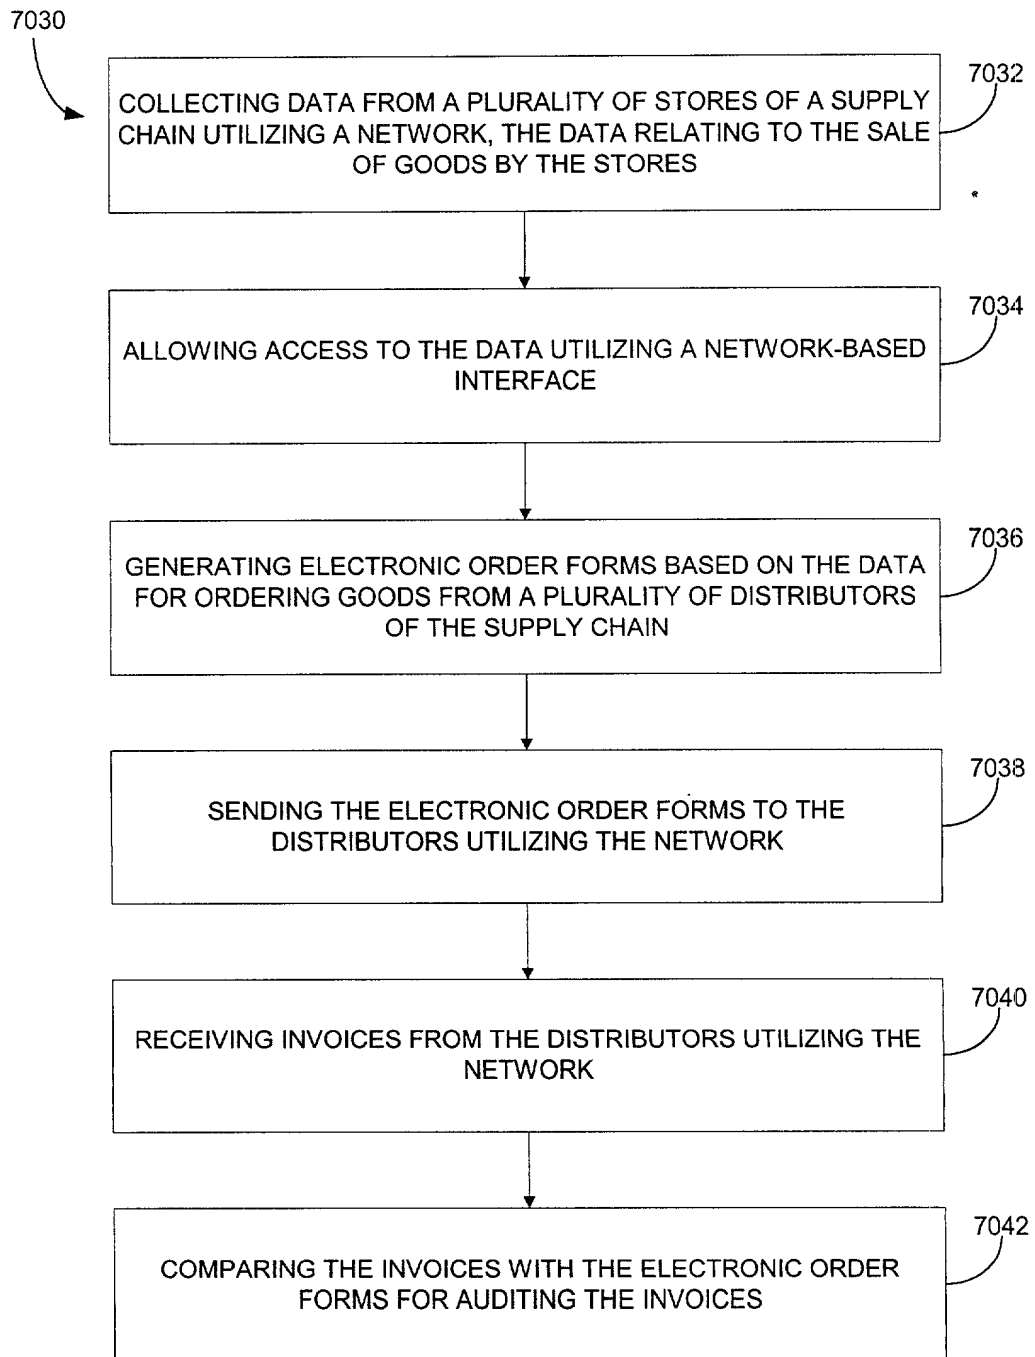 7030
7032
COLLECTING DATA FROM A PLURALITY OF STORES OF A SUPPLY
CHAIN UTILIZING A NETWORK, THE DATA RELATING TO THE SALE
OF GOODS BY THE STORES
7034
ALLOWING ACCESS TO THE DATA UTILIZING A NETWORK-BASED
INTERFACE
7036
GENERATING ELECTRONIC ORDER FORMS BASED ON THE DATA
FOR ORDERING GOODS FROM A PLURALITY OF DISTRIBUTORS
OF THE SUPPLY CHAIN
7038
SENDING THE ELECTRONIC ORDER FORMS TO THE
DISTRIBUTORS UTILIZING THE NETWORK
7040
RECEIVING INVOICES FROM THE DISTRIBUTORS UTILIZING THE
NETWORK
7042
COMPARING THE INVOICES WITH THE ELECTRONIC ORDER
FORMS FOR AUDITING THE INVOICES